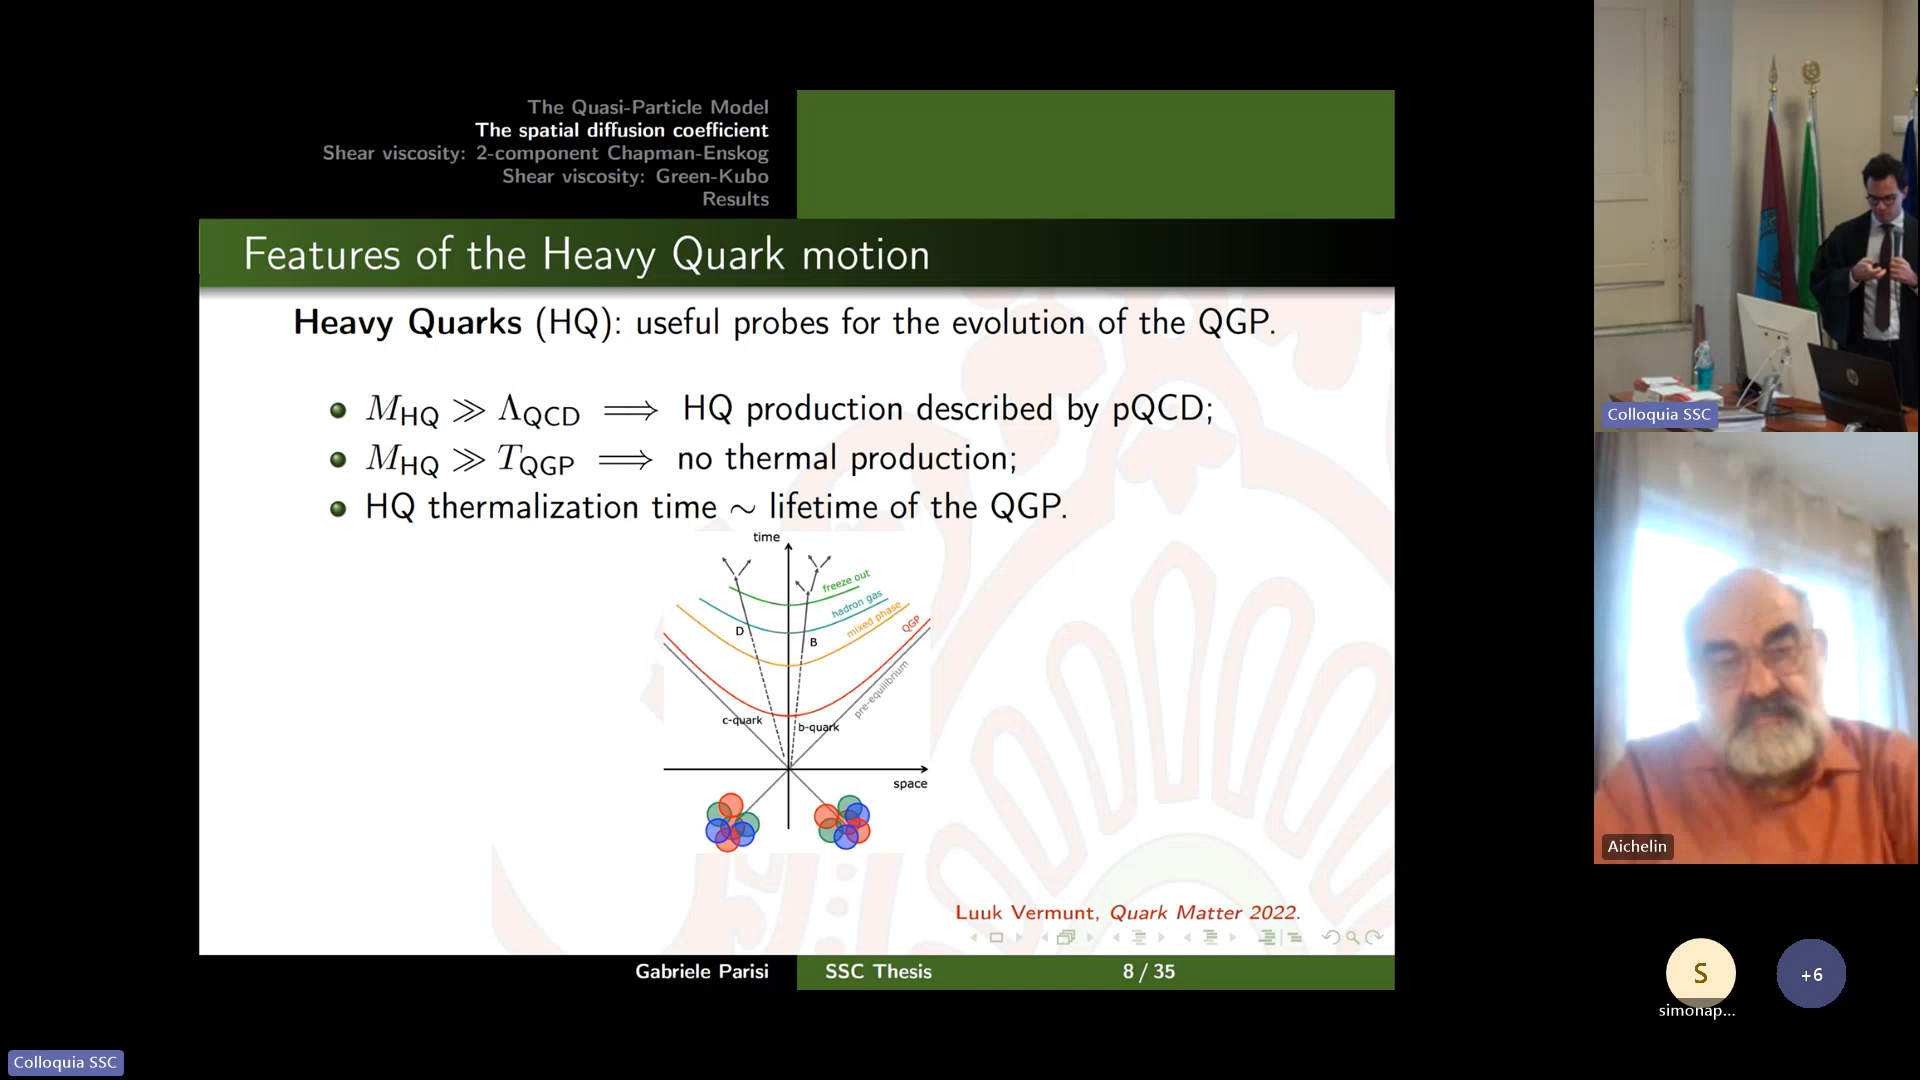 The Quasi-Particle Model
The spatial diffusion coefficient
Shear viscosity: 2-component Chapman-Enskog
Shear viscosity: Green-Kubo
Results
Features of the Heavy Quark motion
Heavy Quarks (HQ): useful probes for the evolution of the QGP.
M_HQ ≫ Λ_QCD ⟹ HQ production described by pQCD;
M_HQ ≫ T_QGP ⟹ no thermal production;
HQ thermalization time ∼ lifetime of the QGP.
time
freeze out
hadron gas
mixed phase
QGP
pre-equilibrium
D
B
c-quark
b-quark
space
Luuk Vermunt, Quark Matter 2022.
Gabriele Parisi
SSC Thesis
8 / 35
Colloquia SSC
Aichelin
S
simonap...
+6
Colloquia SSC